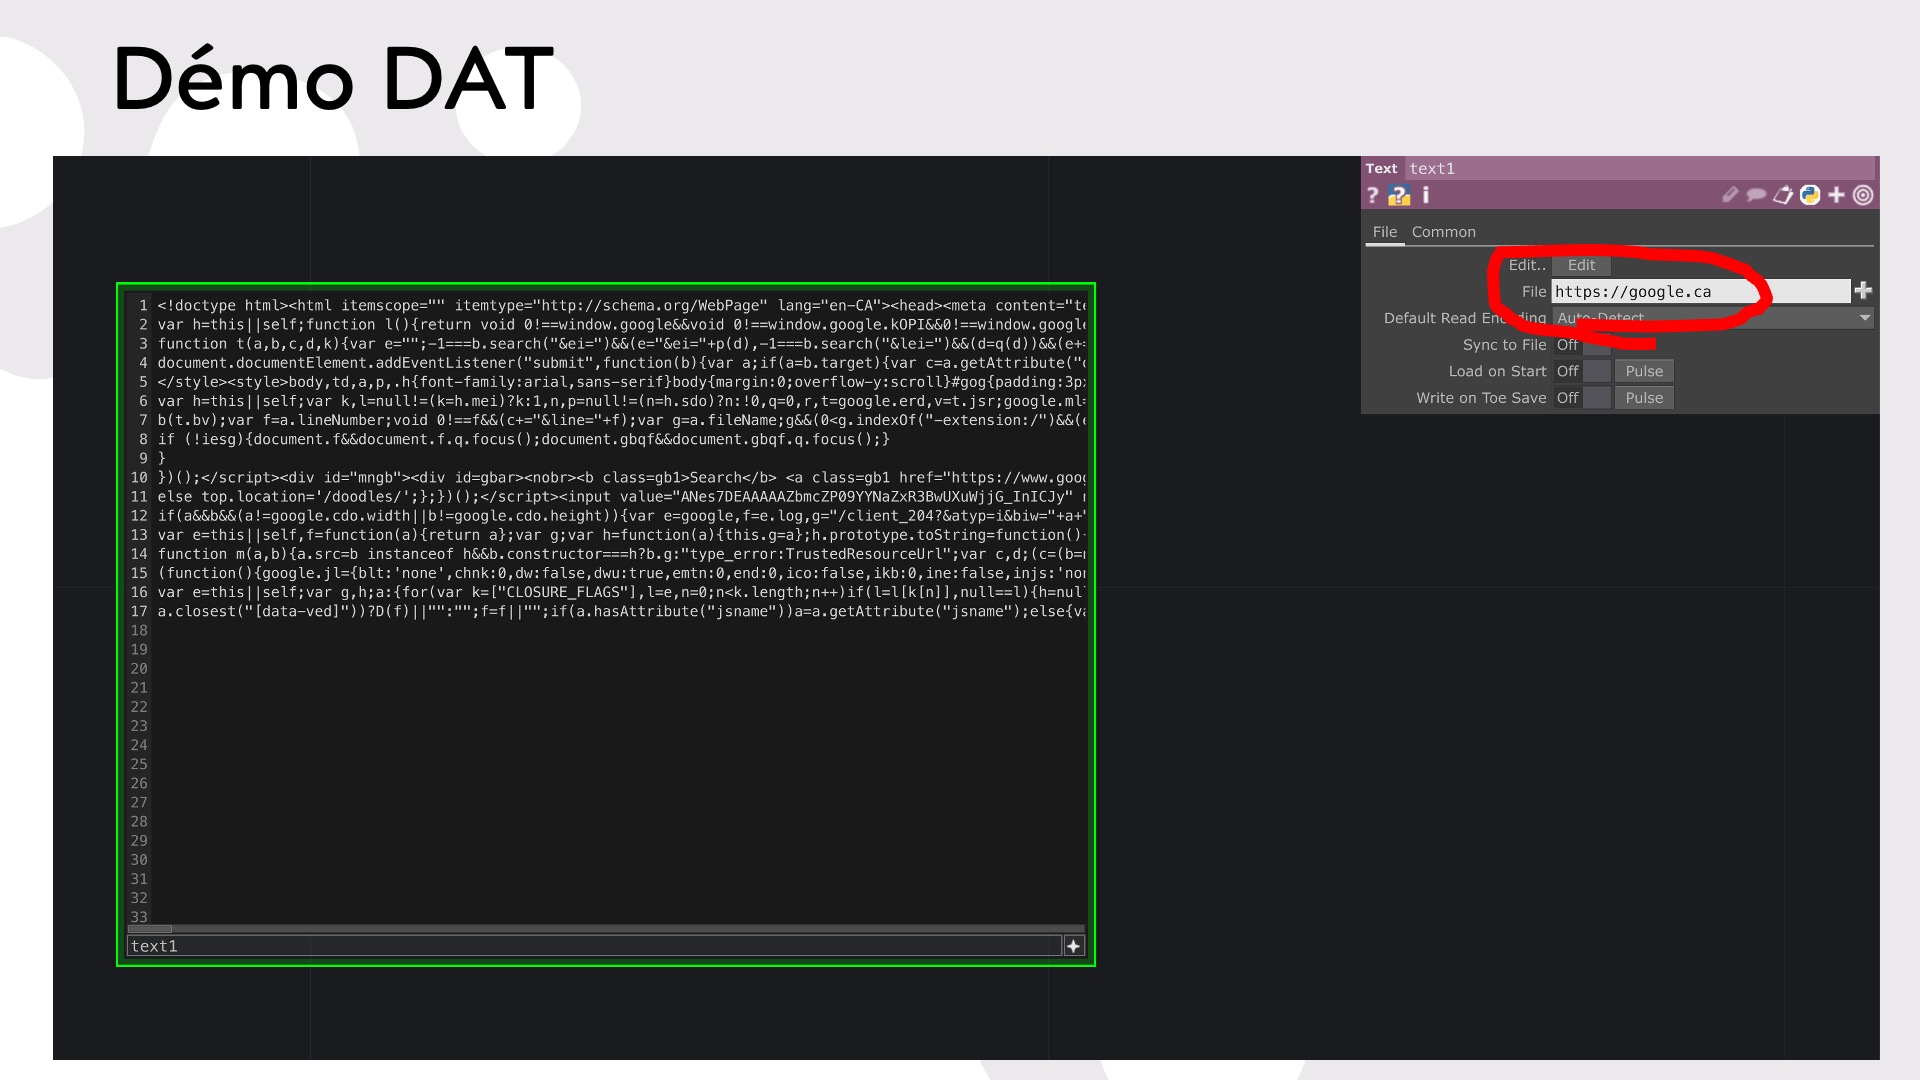 Démo DAT
Text text1
File Common
Edit.. Edit
File https://google.ca
Default Read Encoding Auto-Detect
Sync to File Off
Load on Start Off Pulse
Write on Toe Save Off Pulse
1 <!doctype html><html itemscope="" itemtype="http://schema.org/WebPage" lang="en-CA"><head><meta content="te
2 var h=this||self;function l(){return void 0!==window.google&&void 0!==window.google.kOPI&&0!==window.google
3 function t(a,b,c,d,k){var e="";-1===b.search("&ei=")&&(e="&ei="+p(d),-1===b.search("&lei=")&&(d=q(d))&&(e+=
4 document.documentElement.addEventListener("submit",function(b){var a;if(a=b.target){var c=a.getAttribute("
5 </style><style>body,td,a,p,.h{font-family:arial,sans-serif}body{margin:0;overflow-y:scroll}#gog{padding:3px
6 var h=this||self;var k,l=null!=(k=h.mei)?k:1,n,p=null!=(n=h.sdo)?n:!0,q=0,r,t=google.erd,v=t.jsr;google.ml=
7 b(t.bv);var f=a.lineNumber;void 0!==f&&(c+="&line="+f);var g=a.fileName;g&&(0<g.indexOf("-extension:/")&&(
8 if (!iesg){document.f&&document.f.q.focus();document.gbqf&&document.gbqf.q.focus();}
9 }
10 })();</script><div id="mngb"><div id=gbar><nobr><b class=gb1>Search</b> <a class=gb1 href="https://www.goog
11 else top.location='/doodles/';};})();</script><input value="ANes7DEAAAAAZbmcZP09YYNaZxR3BwUXuWjjG_InICJy"
12 if(a&&b&&(a!=google.cdo.width||b!=google.cdo.height)){var e=google,f=e.log,g="/client_204?&atyp=i&biw="+a+"
13 var e=this||self,f=function(a){return a};var g;var h=function(a){this.g=a};h.prototype.toString=function()
14 function m(a,b){a.src=b instanceof h&&b.constructor===h?b.g:"type_error:TrustedResourceUrl";var c,d;(c=(b=
15 (function(){google.jl={blt:'none',chnk:0,dw:false,dwu:true,emtn:0,end:0,ico:false,ikb:0,ine:false,injs:'no
16 var e=this||self;var g,h;a:{for(var k=["CLOSURE_FLAGS"],l=e,n=0;n<k.length;n++)if(l=l[k[n]],null==l){h=null
17 a.closest("[data-ved]"))?D(f)||"":"";f=f||"";if(a.hasAttribute("jsname"))a=a.getAttribute("jsname");else{va
18
19
20
21
22
23
24
25
26
27
28
29
30
31
32
33
text1